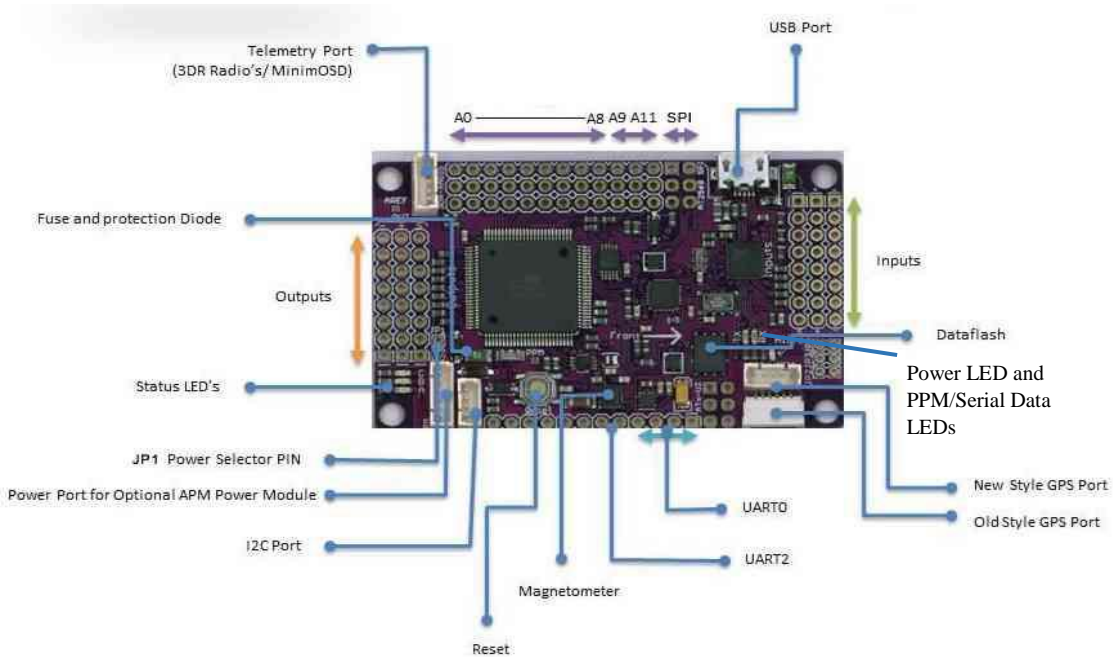 USB Port
Telemetry Port
(3DR Radio's/ MinimOSD)
A0
A8 A9 A11 SPI
Fuse and protection Diode
Inputs
Outputs
Front
PPM
Dataflash
Status LED's
Power LED and
PPM/Serial Data
LEDs
JP1 Power Selector PIN
Power Port for Optional APM Power Module
New Style GPS Port
UART0
Old Style GPS Port
I2C Port
UART2
Magnetometer
Reset